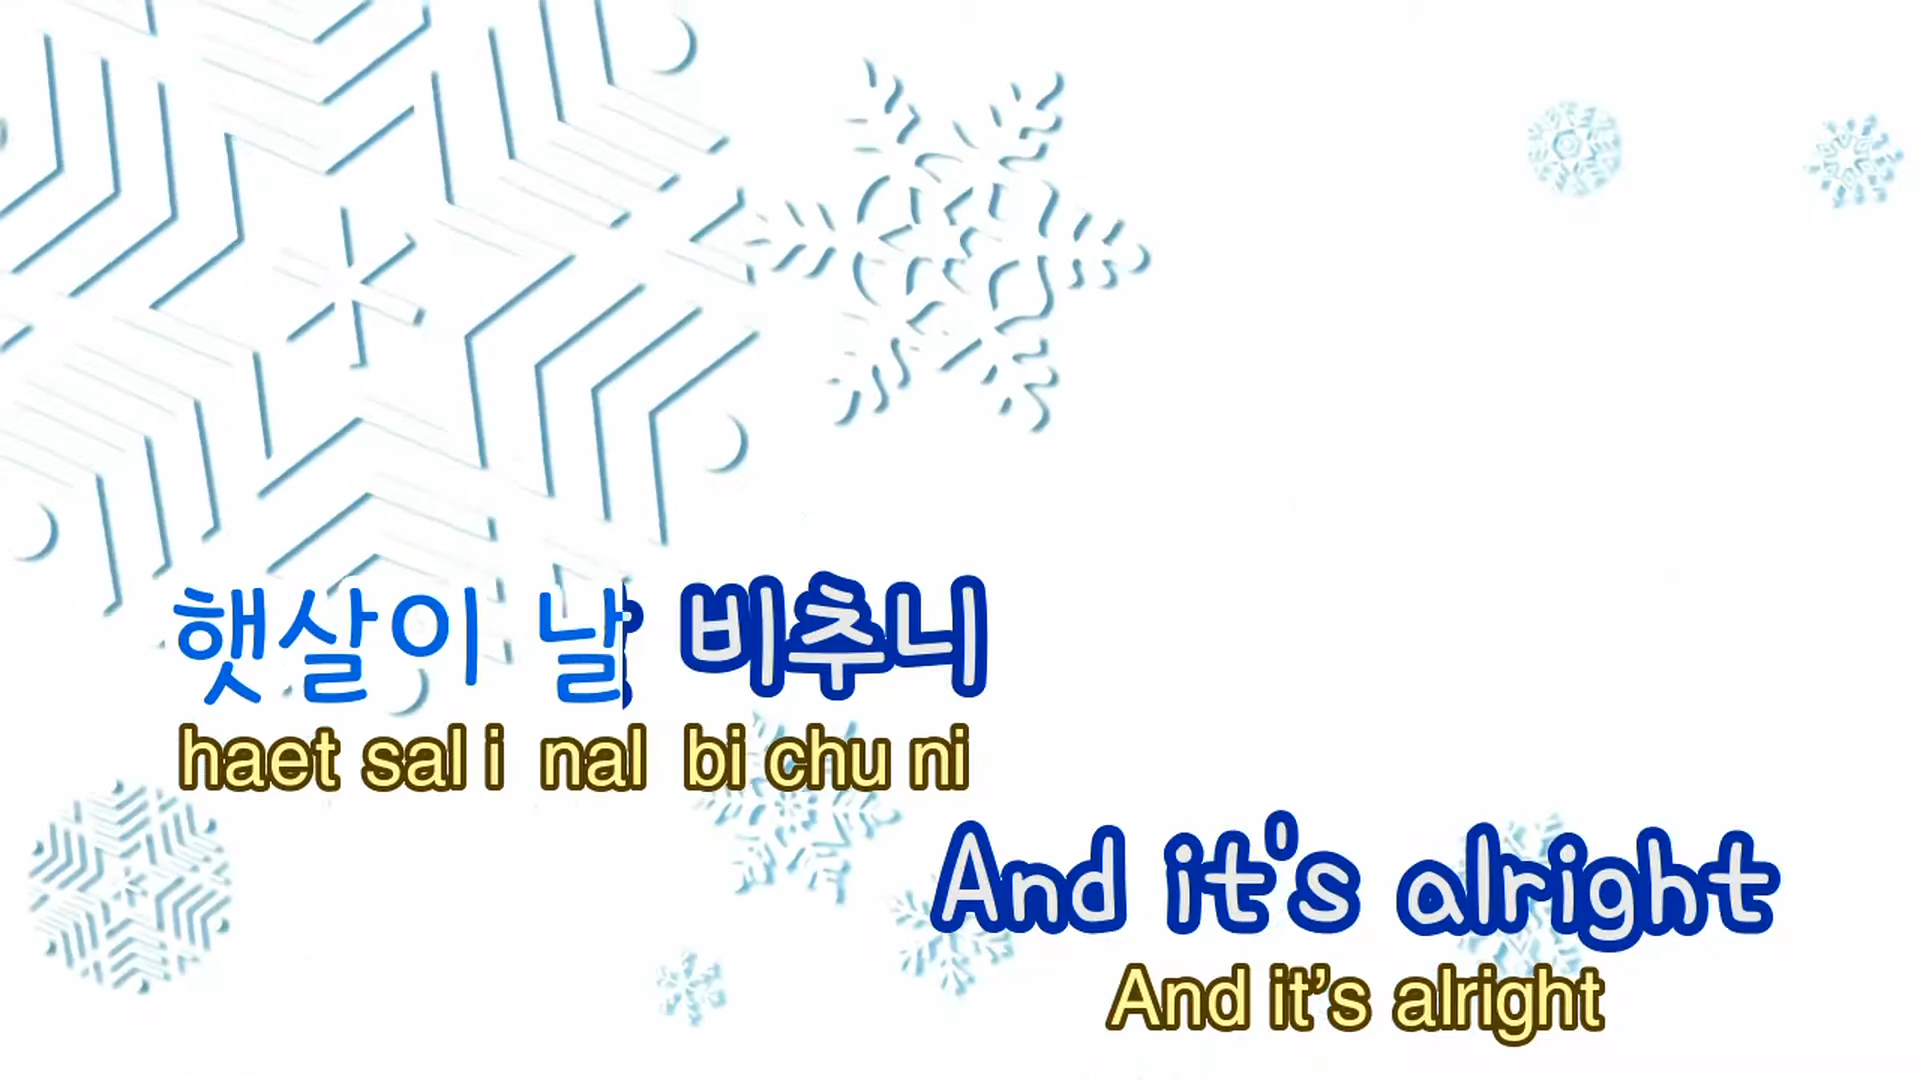 햇살이 날 비추니
haet sal i nal bi chu ni
And it's alright
And it’s alright